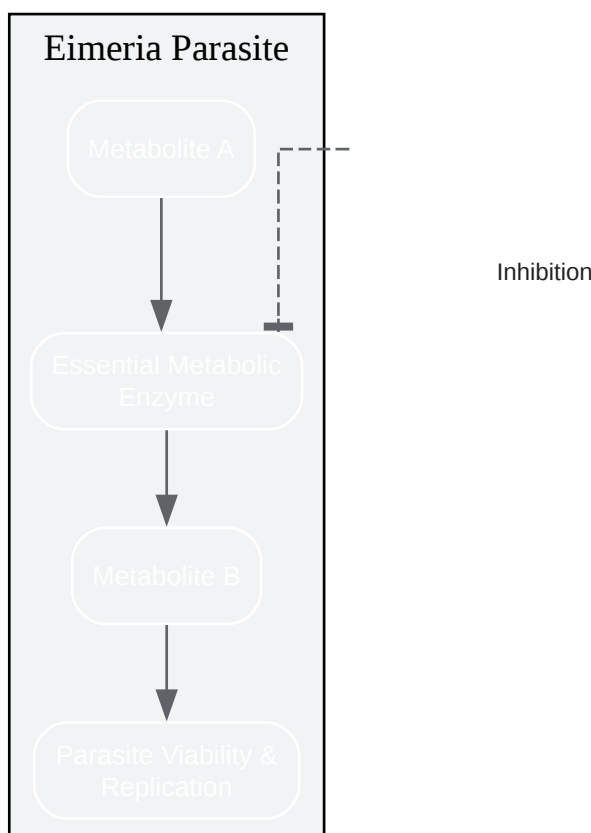 Eimeria Parasite
Metabolite A
Inhibition
Essential Metabolic
Enzyme
Metabolite B
Parasite Viability &
Replication